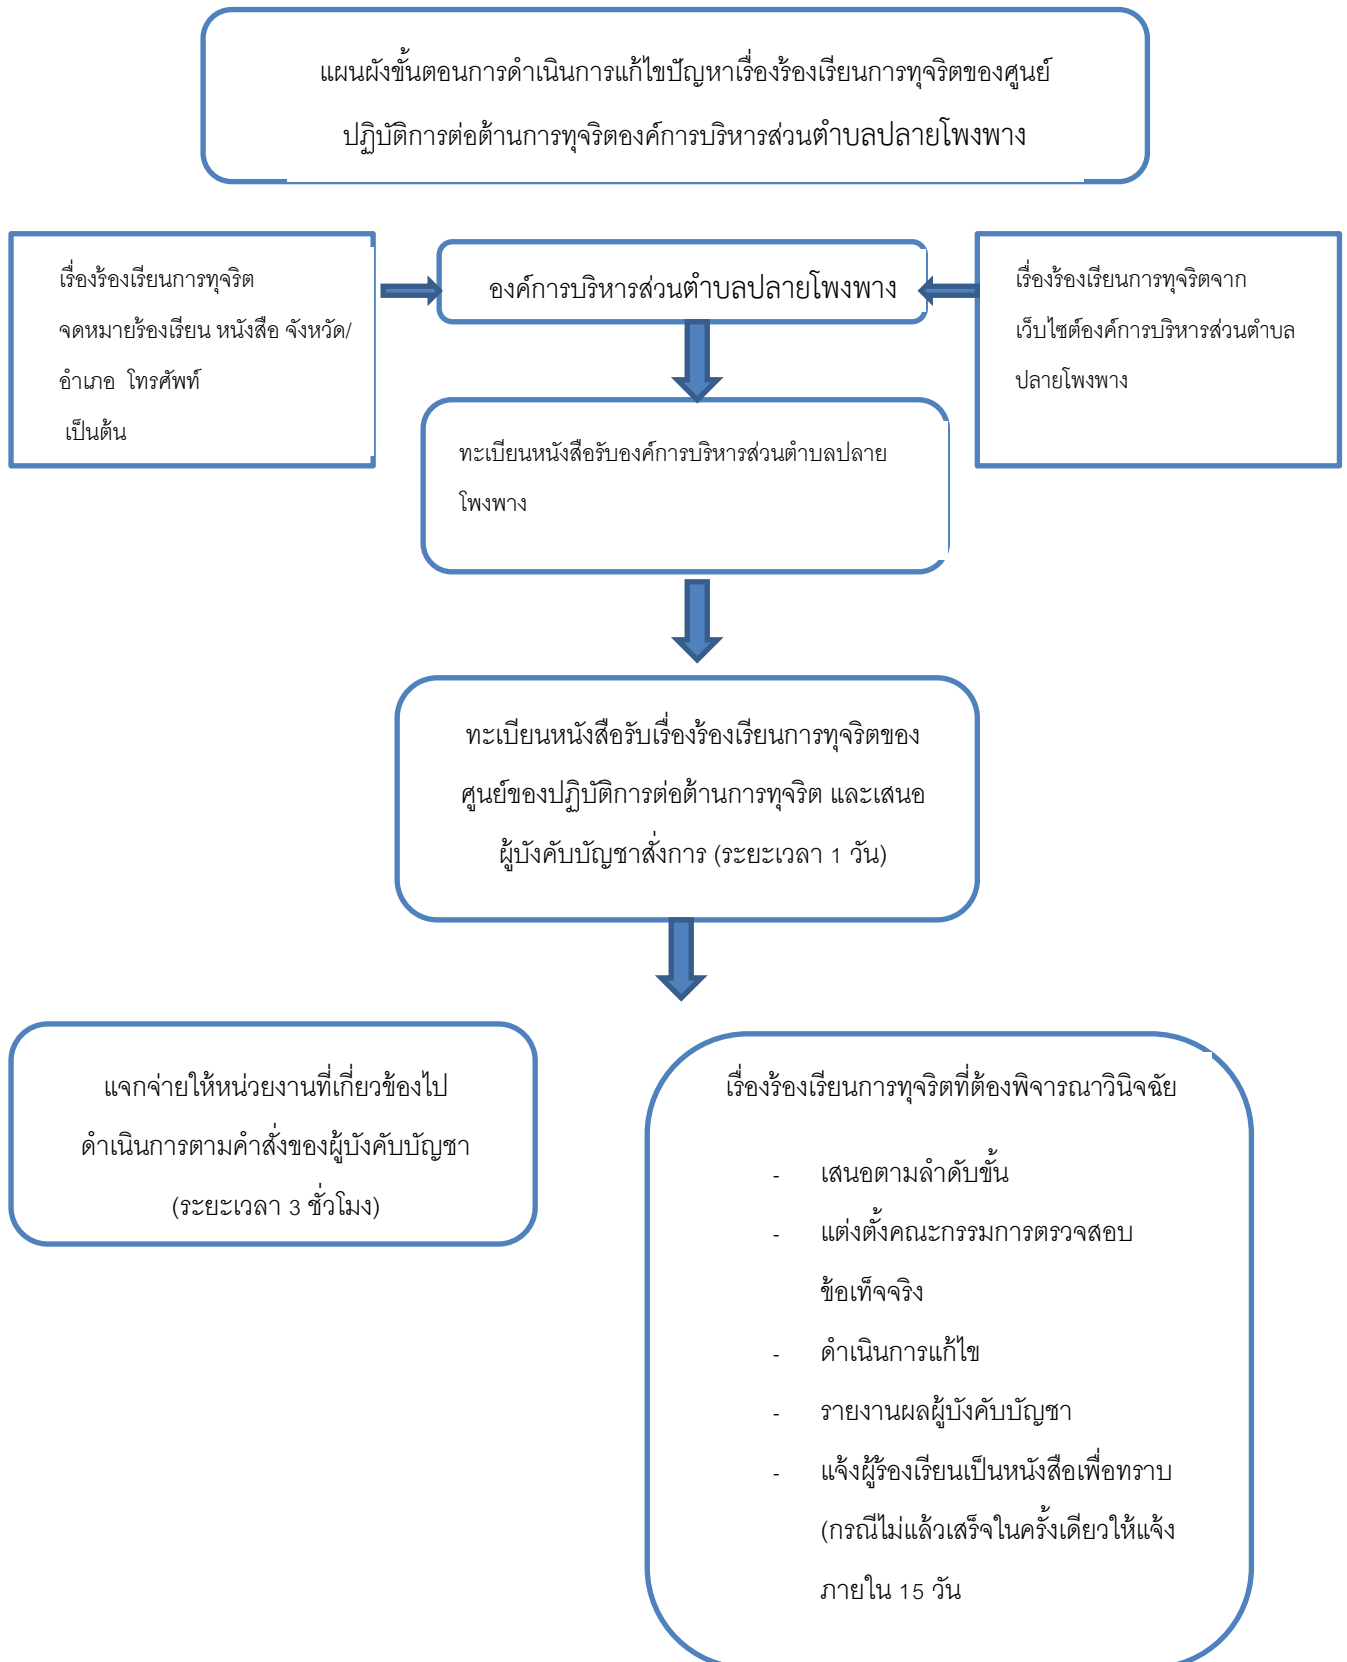 แผนผังขั้นตอนการดำเนินการแก้ไขปัญหาเรื่องร้องเรียนการทุจริตของศูนย์
ปฏิบัติการต่อต้านการทุจริตองค์การบริหารส่วนตำบลปลายโพงพาง
เรื่องร้องเรียนการทุจริต
จดหมายร้องเรียน หนังสือ จังหวัด/
อำเภอ โทรศัพท์
เป็นต้น
องค์การบริหารส่วนตำบลปลายโพงพาง
เรื่องร้องเรียนการทุจริตจาก
เว็บไซต์องค์การบริหารส่วนตำบล
ปลายโพงพาง
ทะเบียนหนังสือรับองค์การบริหารส่วนตำบลปลาย
โพงพาง
ทะเบียนหนังสือรับเรื่องร้องเรียนการทุจริตของ
ศูนย์ของปฏิบัติการต่อต้านการทุจริต และเสนอ
ผู้บังคับบัญชาสั่งการ (ระยะเวลา 1 วัน)
แจกจ่ายให้หน่วยงานที่เกี่ยวข้องไป
ดำเนินการตามคำสั่งของผู้บังคับบัญชา
(ระยะเวลา 3 ชั่วโมง)
เรื่องร้องเรียนการทุจริตที่ต้องพิจารณาวินิจฉัย
- เสนอตามลำดับขั้น
- แต่งตั้งคณะกรรมการตรวจสอบ
ข้อเท็จจริง
- ดำเนินการแก้ไข
- รายงานผลผู้บังคับบัญชา
- แจ้งผู้ร้องเรียนเป็นหนังสือเพื่อทราบ
(กรณีไม่แล้วเสร็จในครั้งเดียวให้แจ้ง
ภายใน 15 วัน